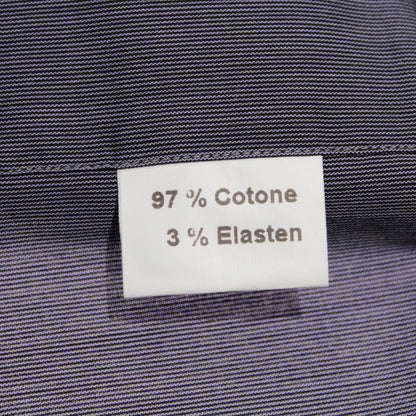 97 % Cotone
3 % Elasten